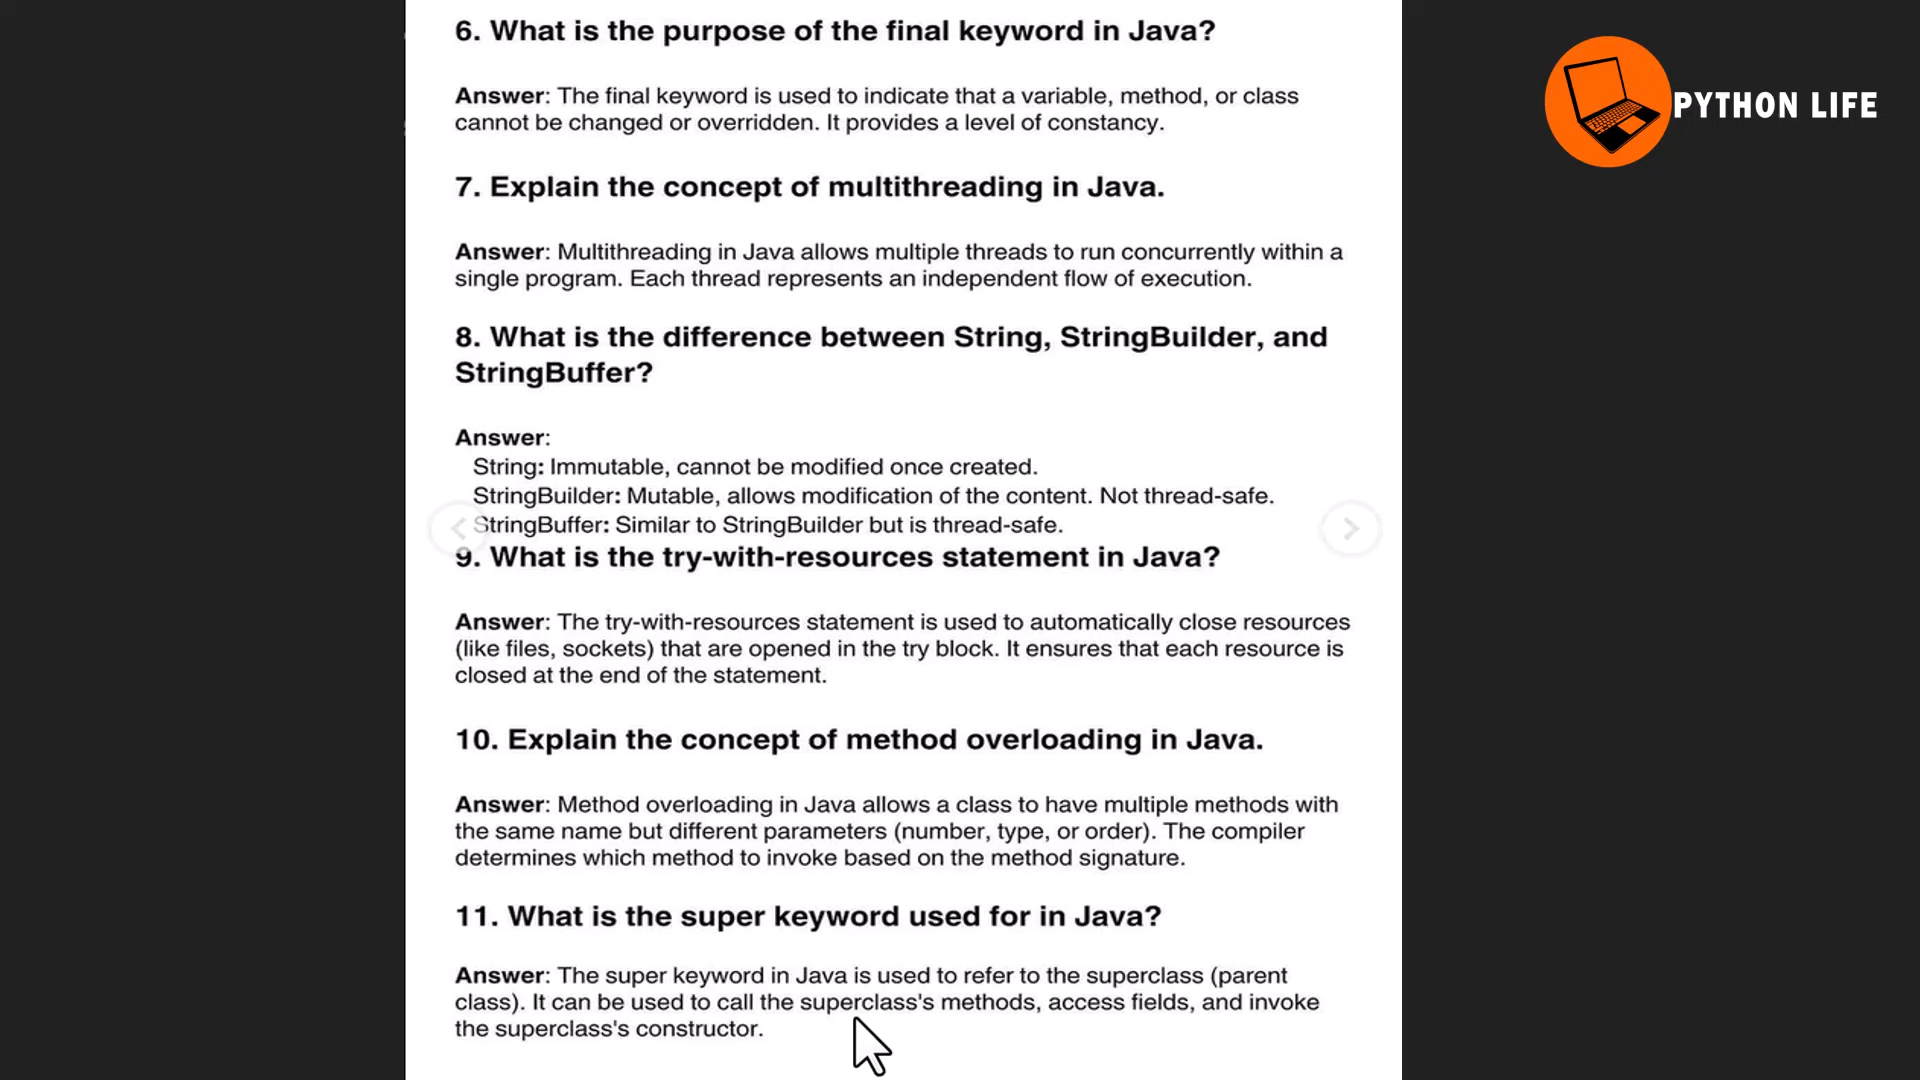 6. What is the purpose of the final keyword in Java?
PYTHON LIFE
Answer: The final keyword is used to indicate that a variable, method, or class
cannot be changed or overridden. It provides a level of constancy.
7. Explain the concept of multithreading in Java.
Answer: Multithreading in Java allows multiple threads to run concurrently within a
single program. Each thread represents an independent flow of execution.
8. What is the difference between String, StringBuilder, and
StringBuffer?
Answer:
String: Immutable, cannot be modified once created.
StringBuilder: Mutable, allows modification of the content. Not thread-safe.
StringBuffer: Similar to StringBuilder but is thread-safe.
9. What is the try-with-resources statement in Java?
Answer: The try-with-resources statement is used to automatically close resources
(like files, sockets) that are opened in the try block. It ensures that each resource is
closed at the end of the statement.
10. Explain the concept of method overloading in Java.
Answer: Method overloading in Java allows a class to have multiple methods with
the same name but different parameters (number, type, or order). The compiler
determines which method to invoke based on the method signature.
11. What is the super keyword used for in Java?
Answer: The super keyword in Java is used to refer to the superclass (parent
class). It can be used to call the superclass's methods, access fields, and invoke
the superclass's constructor.